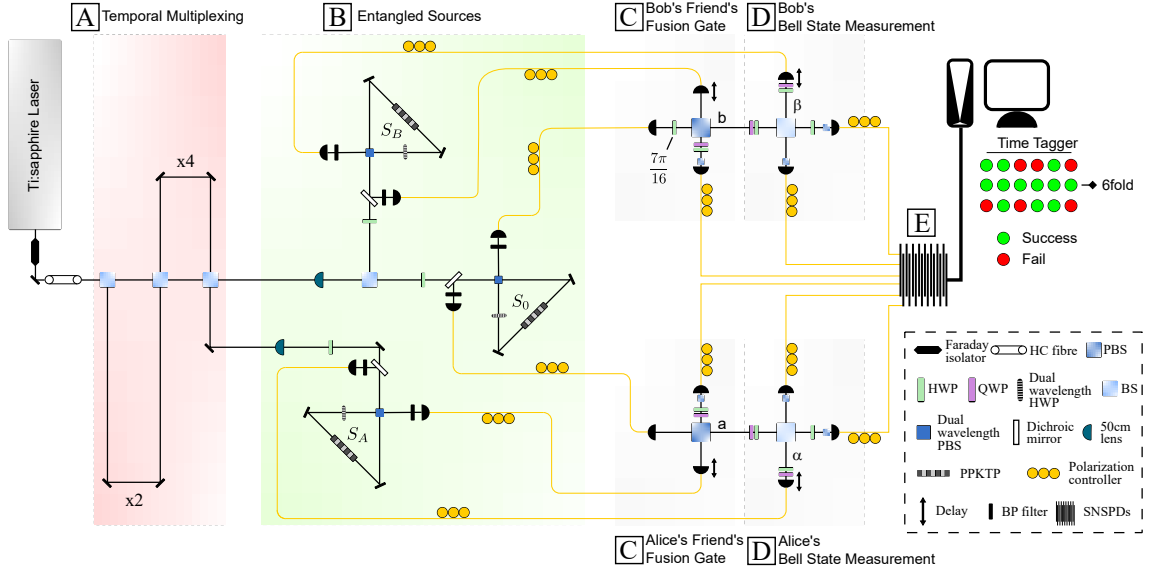 A Temporal Multiplexing
B Entangled Sources
C Bob's Friend's
Fusion Gate
D Bob's
Bell State Measurement
Ti:sapphire Laser
x4
x2
S_B
S_0
S_A
7π
16
b
β
a
α
E
Time Tagger
6fold
Success
Fail
C Alice's Friend's
Fusion Gate
D Alice's
Bell State Measurement
Faraday
isolator
HC fibre
PBS
HWP
QWP
Dual
wavelength
HWP
BS
Dual
wavelength
PBS
Dichroic
mirror
50cm
lens
PPKTP
Polarization
controller
Delay
BP filter
SNSPDs